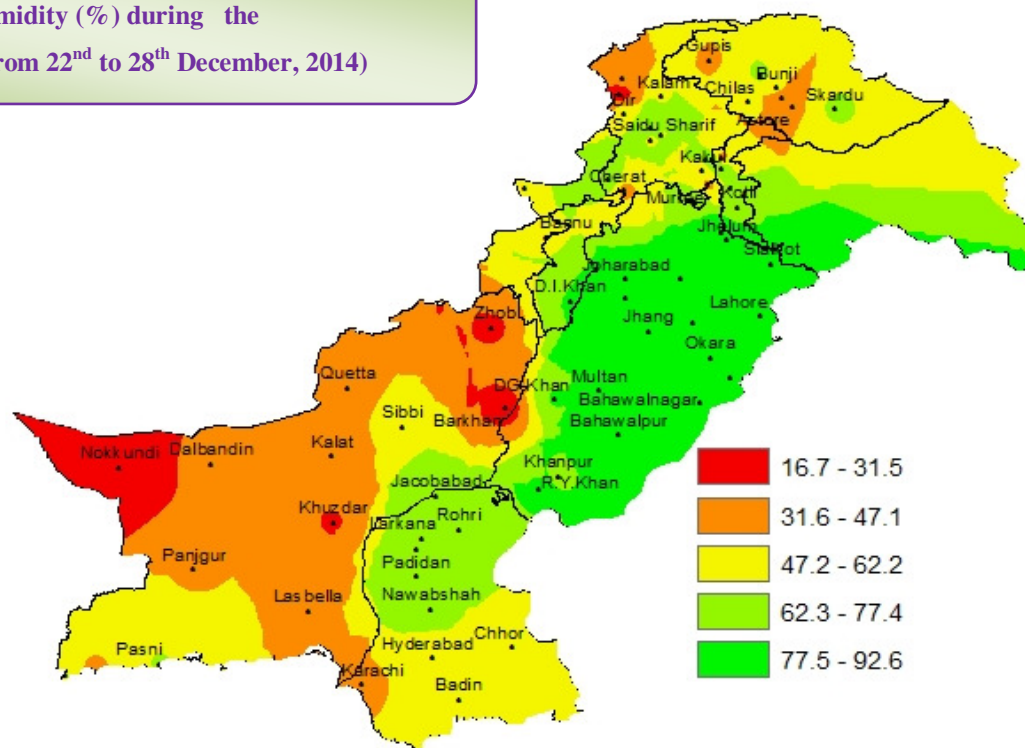 midity (%) during the
rom 22nd to 28th December, 2014)
Gupis
Bunji
Kalam
Chilas
Skardu
Dir
Astore
Saidu Sharif
Kakul
Cherat
Murree
Kotli
Bannu
Jhelum
Sialkot
Joharabad
D.I.Khan
Lahore
Zhob
Jhang
Okara
Quetta
DG Khan
Multan
Bahawalnagar
Sibbi
Barkhan
Bahawalpur
Kalat
Nokkundi
Dalbandin
Khanpur
16.7 - 31.5
Jacobabad
R.Y.Khan
Khuzdar
Larkana
Rohri
31.6 - 47.1
Panjgur
Padidan
47.2 - 62.2
Lasbella
Nawabshah
62.3 - 77.4
Pasni
Hyderabad
Chhor
77.5 - 92.6
Karachi
Badin